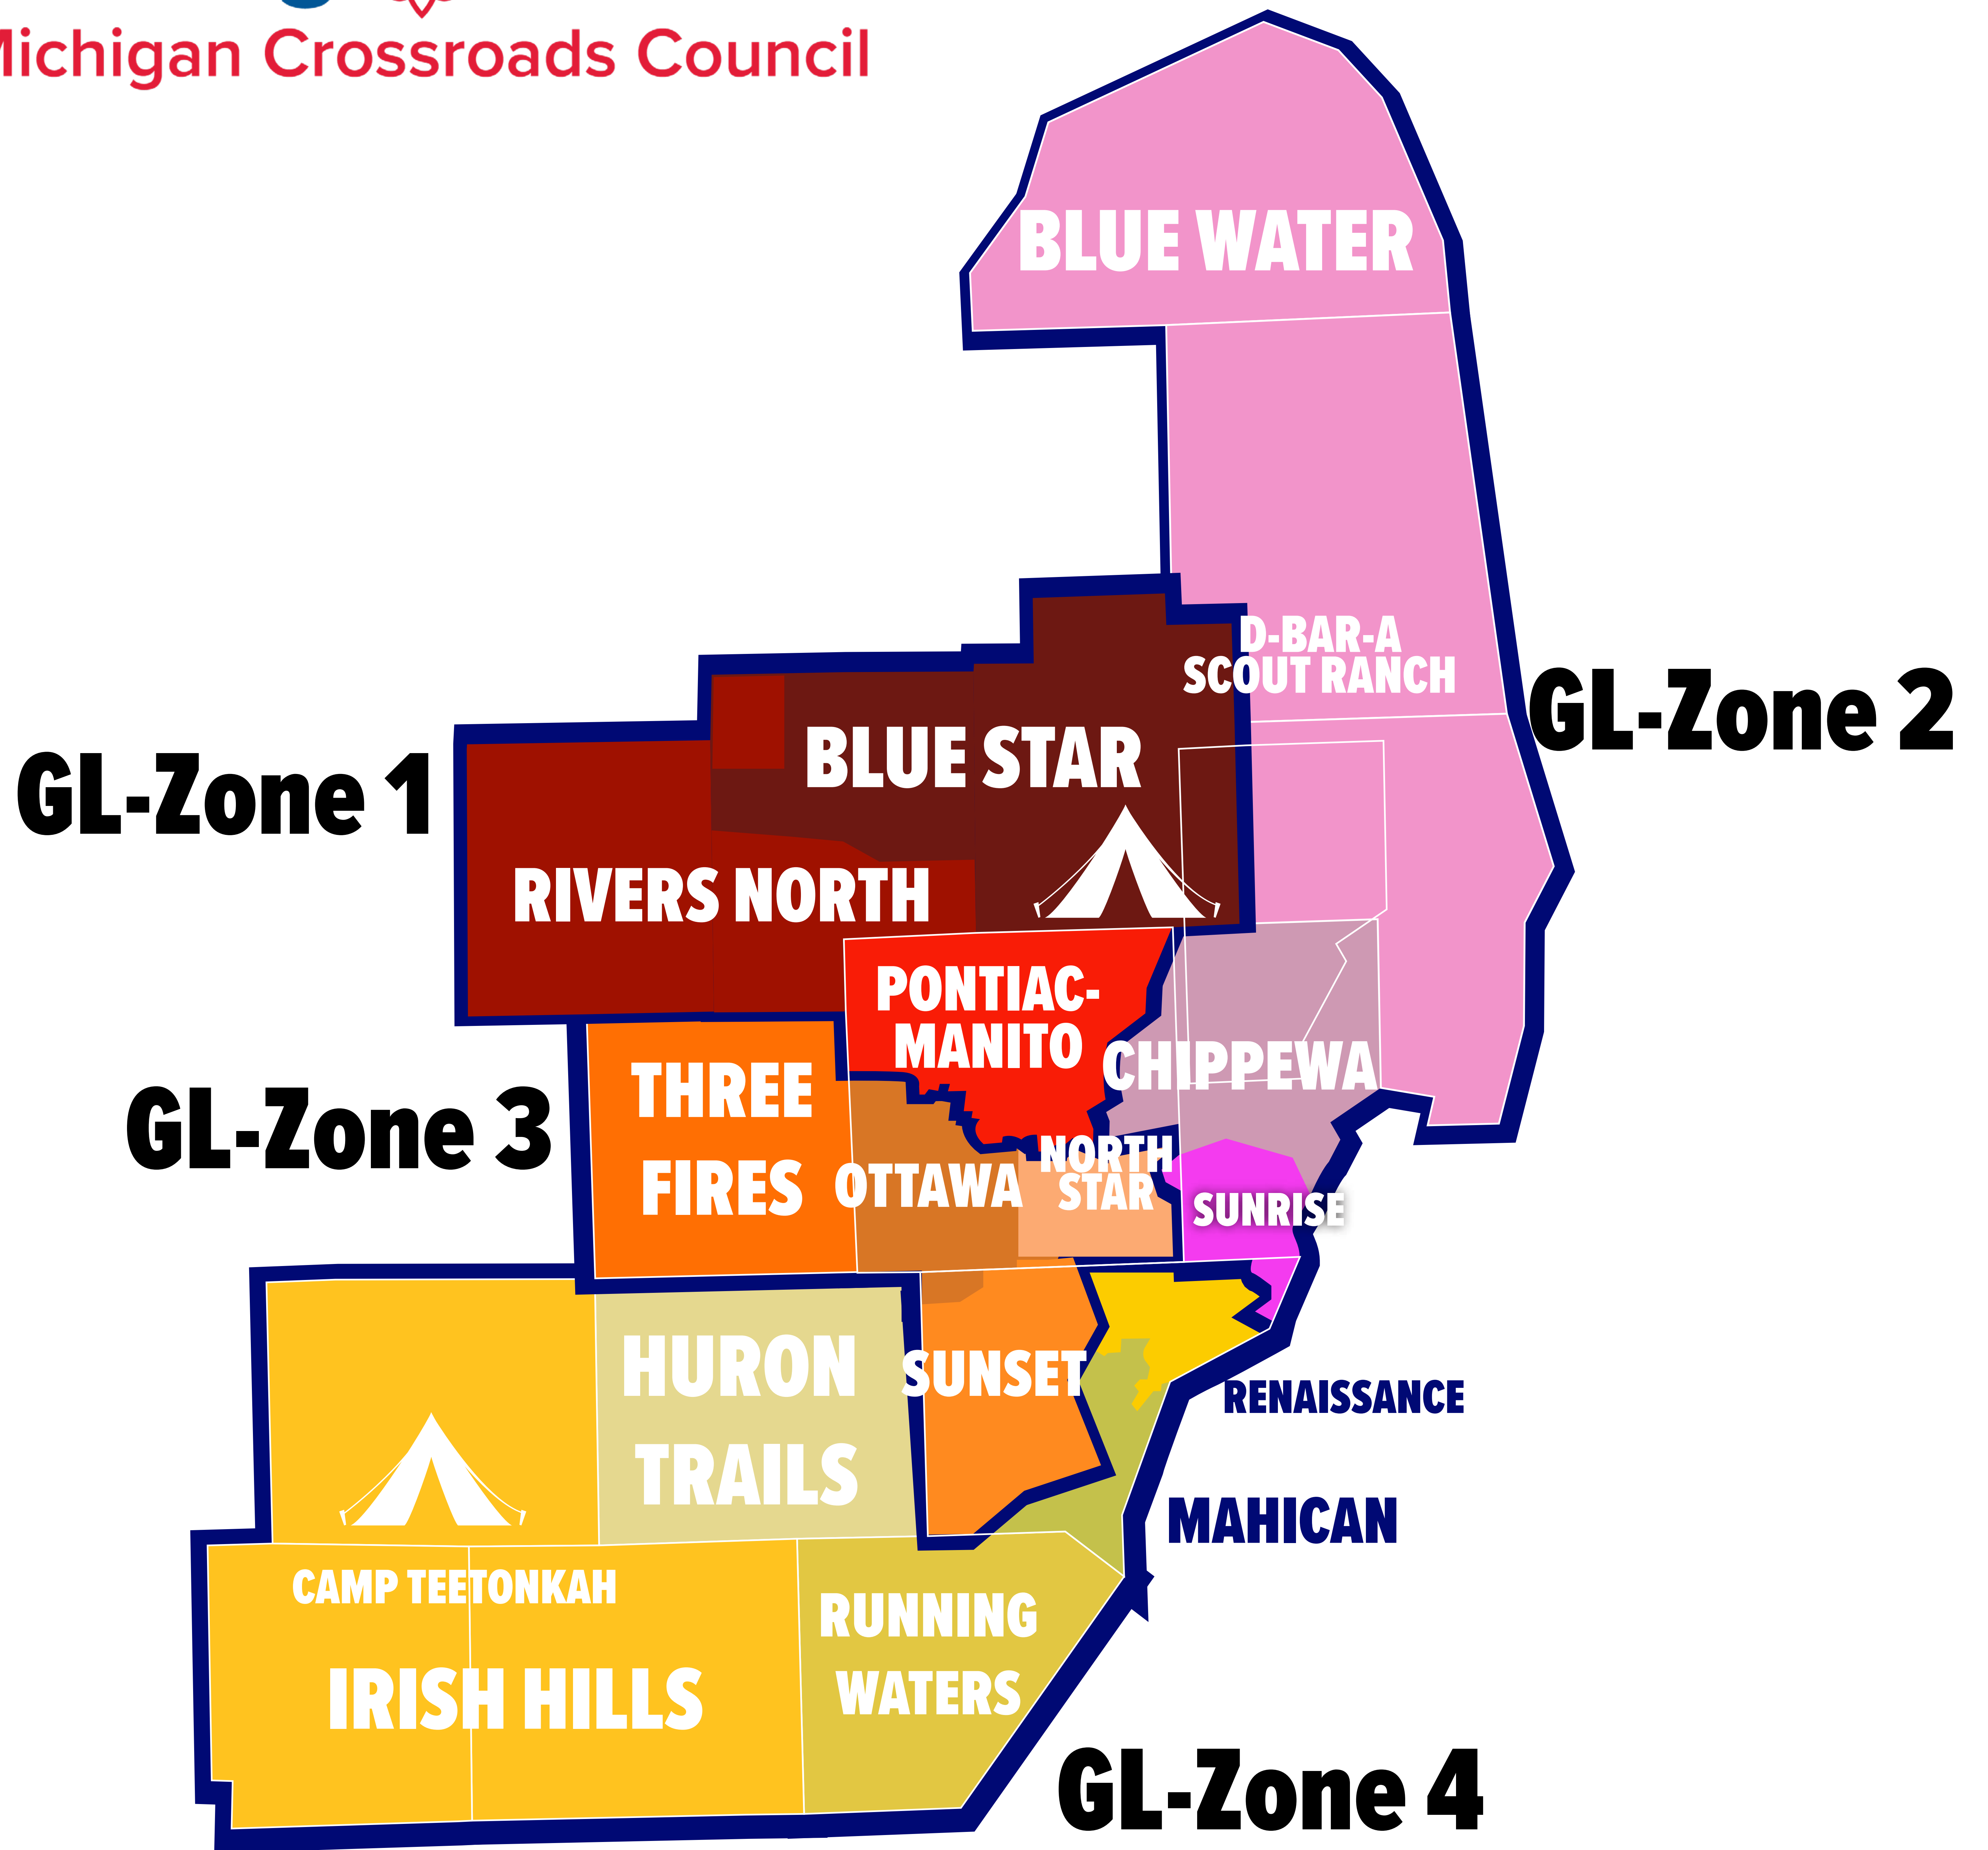 Michigan Crossroads Council
BLUE WATER
D-BAR-A
SCOUT RANCH
GL-Zone 2
BLUE STAR
GL-Zone 1
RIVERS NORTH
PONTIAC-
MANITO
CHIPPEWA
THREE
FIRES
GL-Zone 3
OTTAWA
NORTH
STAR
SUNRISE
HURON
TRAILS
SUNSET
RENAISSANCE
MAHICAN
CAMP TEETONKAH
IRISH HILLS
RUNNING
WATERS
GL-Zone 4